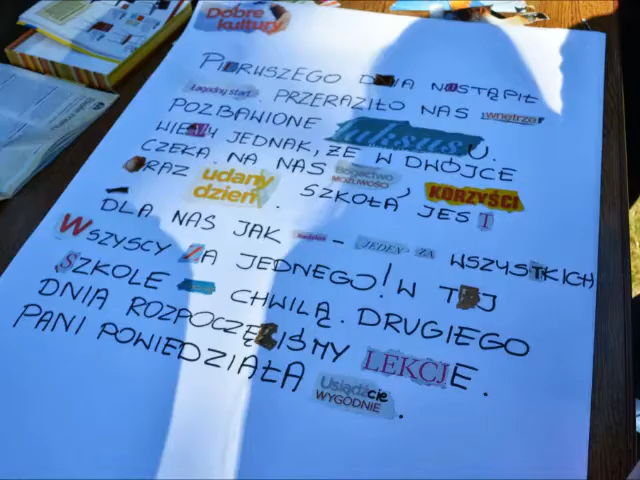 Dobre kultury
PIERWSZEGO DNIA NASTĄPIŁ
Łagodny start. PRZERAZIŁO NAS wnętrze
POZBAWIONE luksusU.
WIEMY JEDNAK, ŻE W DWÓJCE
CZEKA NA NAS Bogactwo MOŻLIWOŚCI, KORZYŚCI
ORAZ udany dzień. SZKOŁA JEST
DLA NAS JAK - JEDEN ZA WSZYSTKICH
WSZYSCY ZA JEDNEGO! W TEJ
SZKOLE CHWILĄ. DRUGIEGO
DNIA ROZPOCZĘLIŚMY LEKCJE.
PANI POWIEDZIAŁA Usiądźcie WYGODNIE.